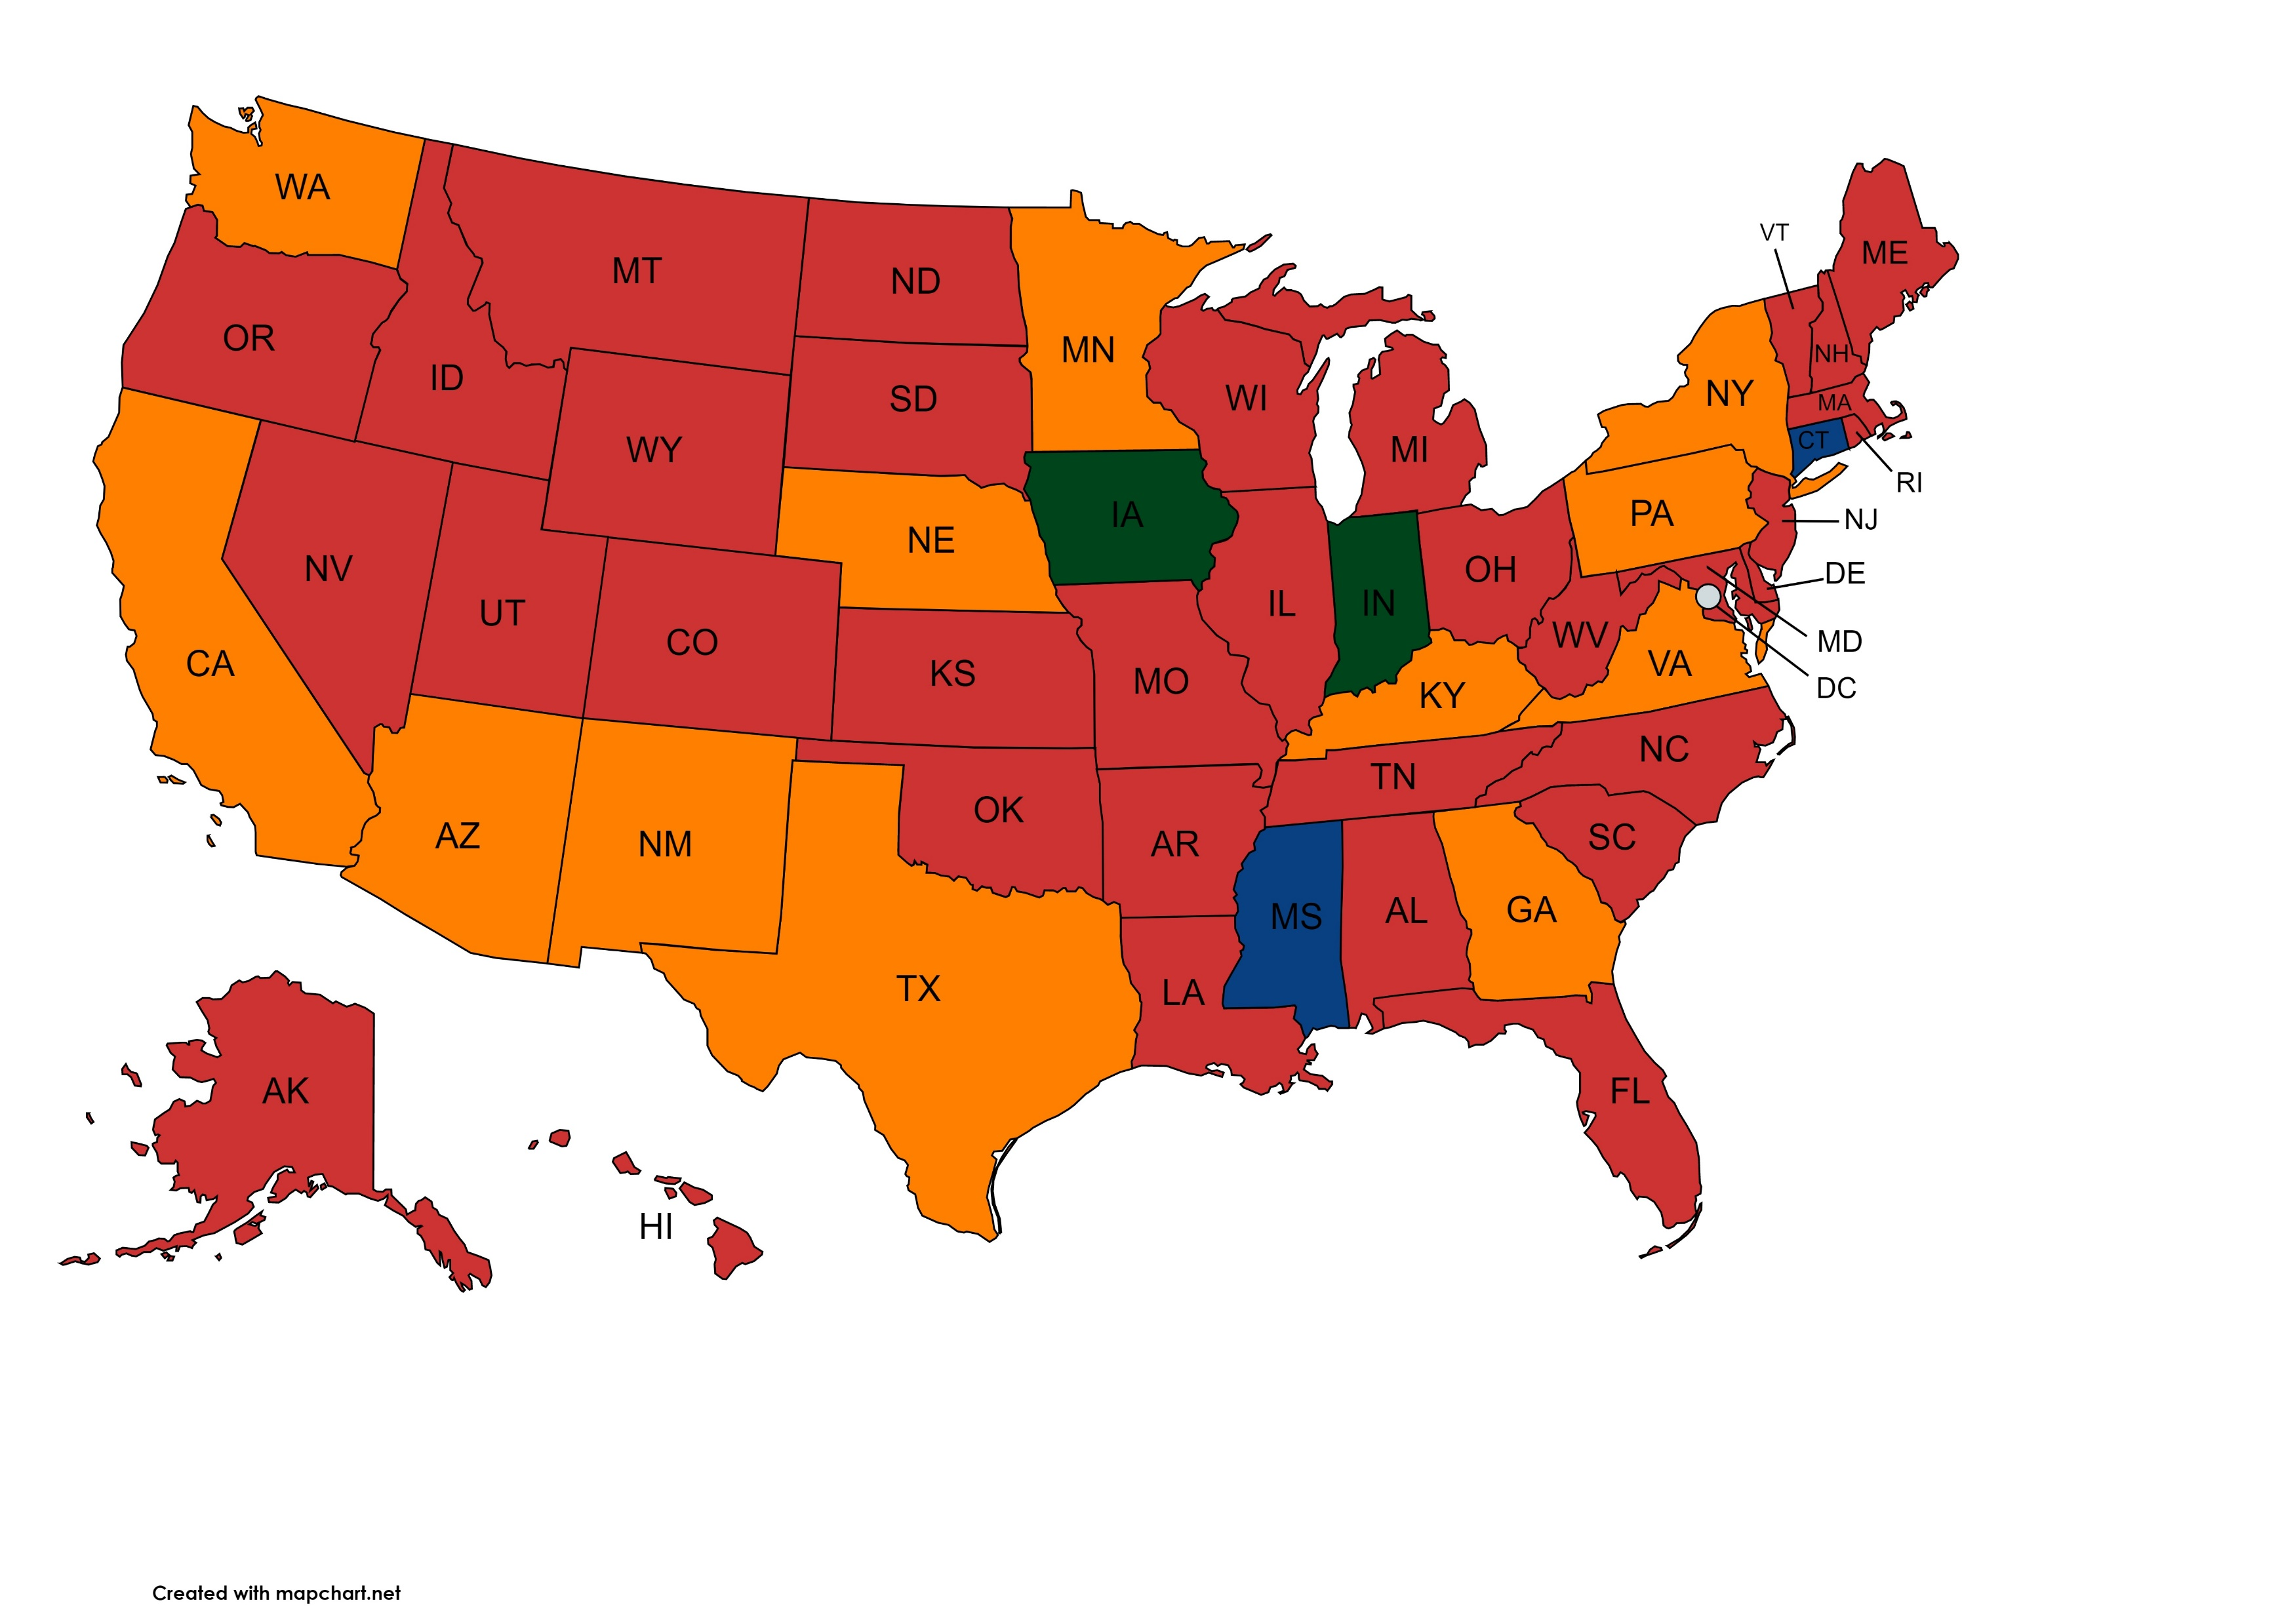 WA
MT
ND
VT
ME
OR
MN
ID
NH
SD
WI
NY
MA
WY
MI
CT
RI
IA
PA
NJ
NE
NV
OH
DE
UT
IL
IN
CO
WV
MD
CA
KS
MO
VA
KY
DC
NC
TN
OK
AZ
NM
AR
SC
MS
AL
GA
TX
LA
AK
FL
HI
Created with mapchart.net